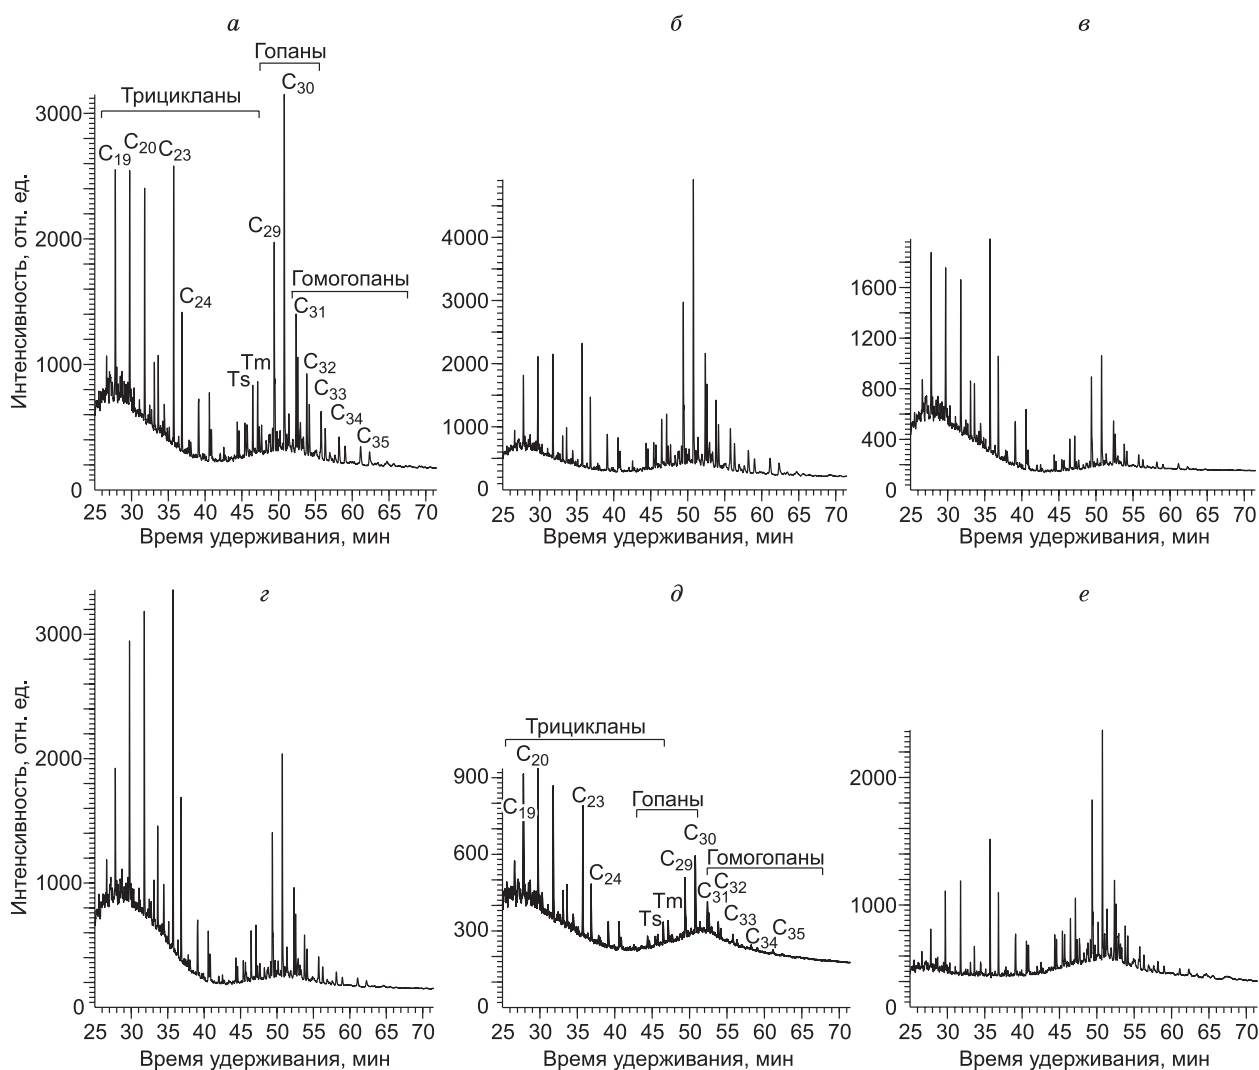 а
Гопаны
C30
Трицикланы
3000
C19
C20
C23
C29
2000
Гомогопаны
C24
C31
1000
Tm
C32
Ts
C33
C34
C35
0
25 30 35 40 45 50 55 60 65 70
Время удерживания, мин
Интенсивность, отн. ед.
б
4000
3000
2000
1000
0
25 30 35 40 45 50 55 60 65 70
Время удерживания, мин
в
1600
1200
800
400
0
25 30 35 40 45 50 55 60 65 70
Время удерживания, мин
г
3000
2000
1000
0
25 30 35 40 45 50 55 60 65 70
Время удерживания, мин
Интенсивность, отн. ед.
д
Трицикланы
C20
900
Гопаны
C19
C23
C30
600
C29
Гомогопаны
C24
C32
Tm
C31
Ts
C33
300
C34
C35
0
25 30 35 40 45 50 55 60 65 70
Время удерживания, мин
е
2000
1000
0
25 30 35 40 45 50 55 60 65 70
Время удерживания, мин